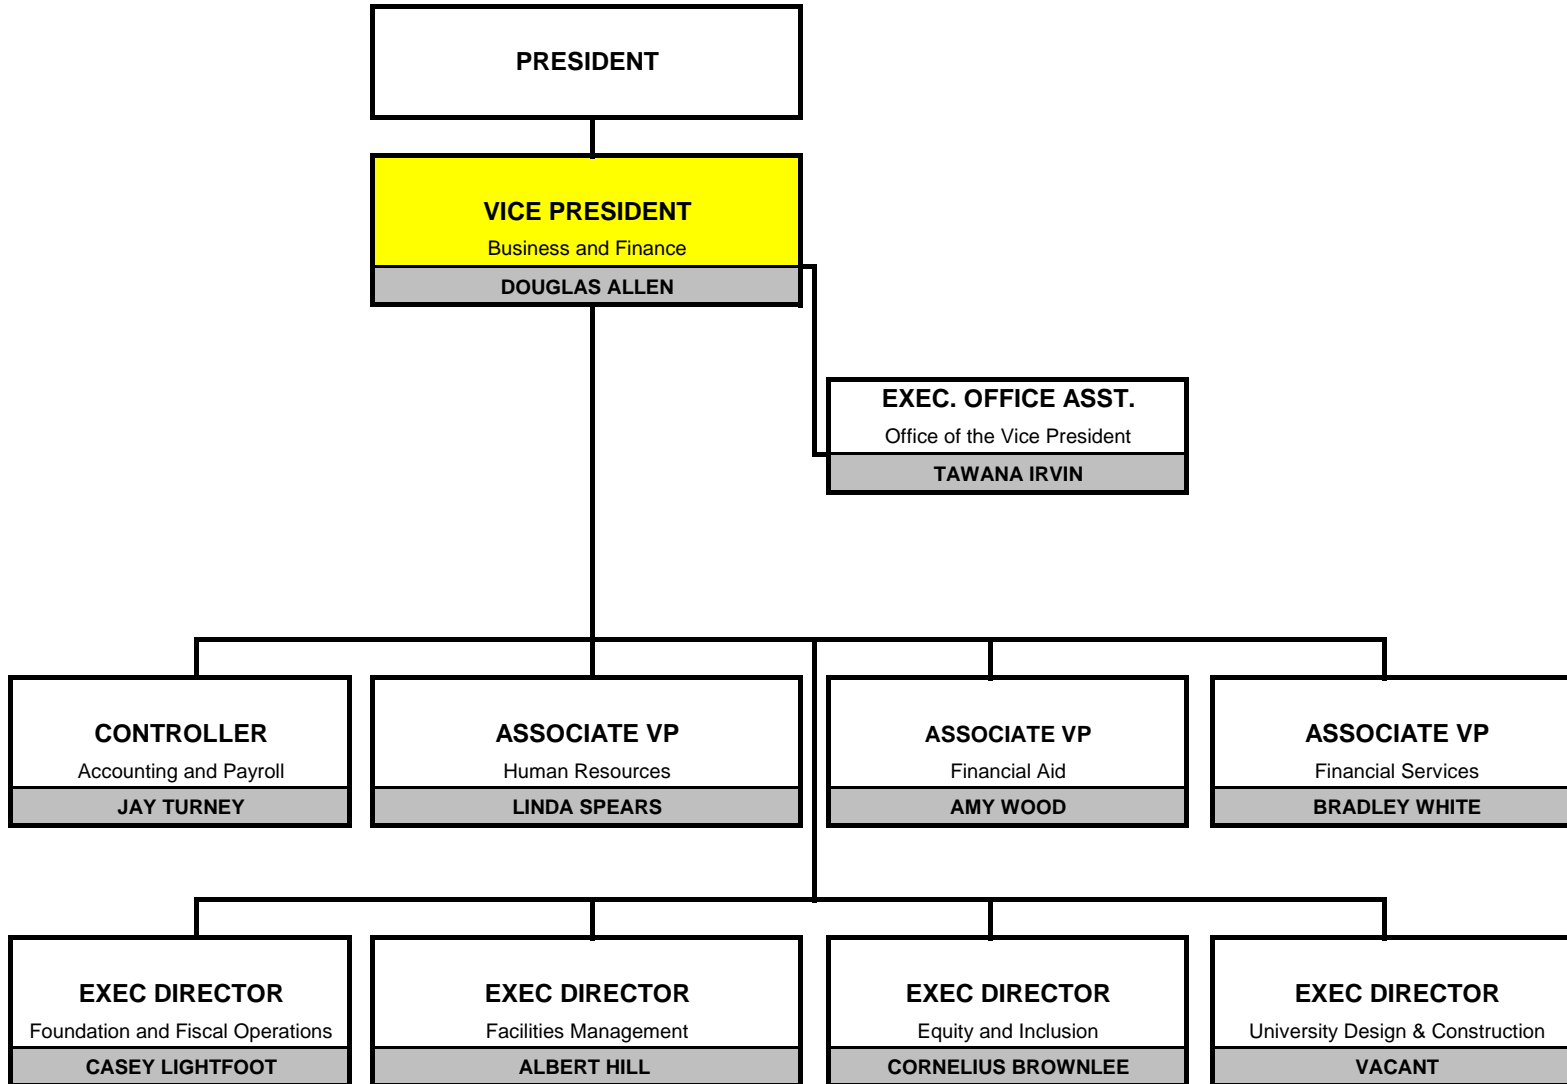 PRESIDENT
VICE PRESIDENT
Business and Finance
DOUGLAS ALLEN
EXEC. OFFICE ASST.
Office of the Vice President
TAWANA IRVIN
CONTROLLER
Accounting and Payroll
JAY TURNEY
ASSOCIATE VP
Human Resources
LINDA SPEARS
ASSOCIATE VP
Financial Aid
AMY WOOD
ASSOCIATE VP
Financial Services
BRADLEY WHITE
EXEC DIRECTOR
Foundation and Fiscal Operations
CASEY LIGHTFOOT
EXEC DIRECTOR
Facilities Management
ALBERT HILL
EXEC DIRECTOR
Equity and Inclusion
CORNELIUS BROWNLEE
EXEC DIRECTOR
University Design & Construction
VACANT